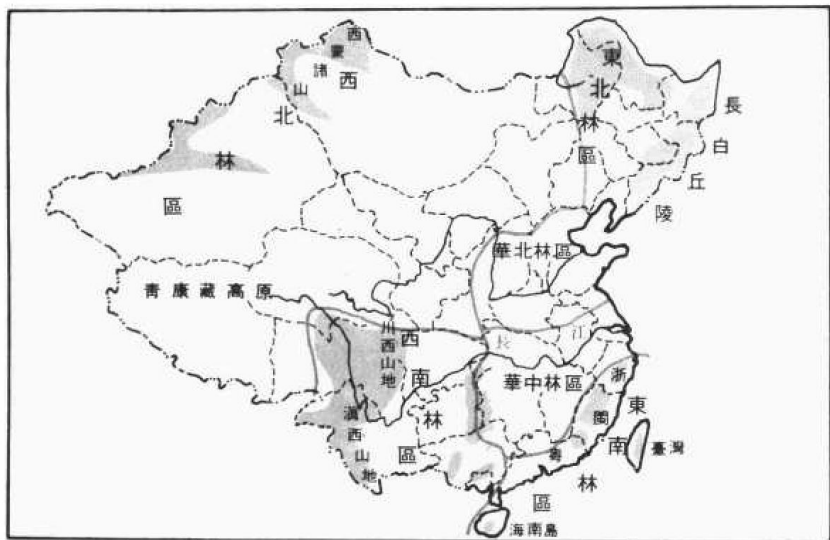 西蒙諸山
西北林區
東北林區
長白丘陵
華北林區
青康藏高原
川西山地
滇西山地
西南林區
長江
華中林區
浙
閩
粵
東南林區
臺灣
海南島